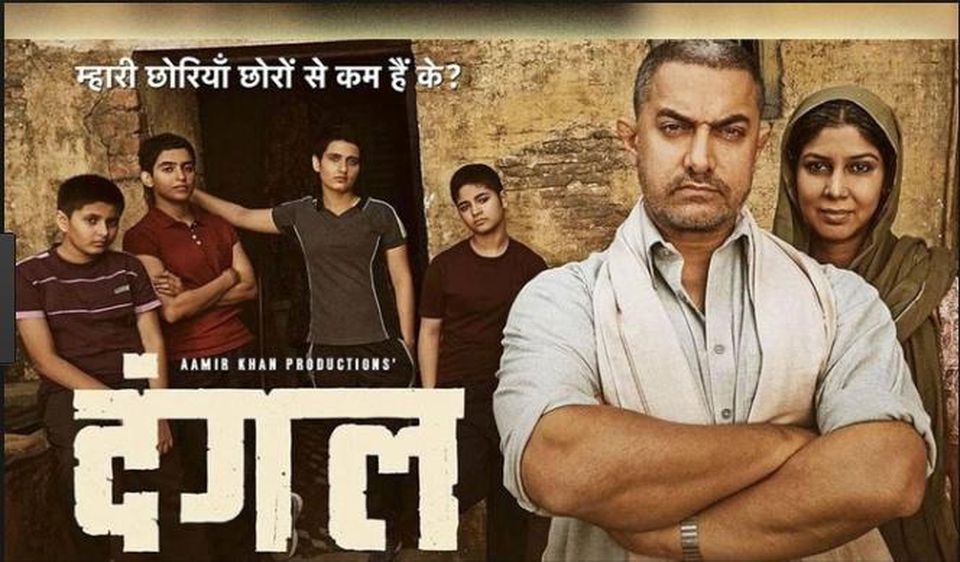 म्हारी छोरियाँ छोरों से कम हैं के?
AAMIR KHAN PRODUCTIONS'
दंगल